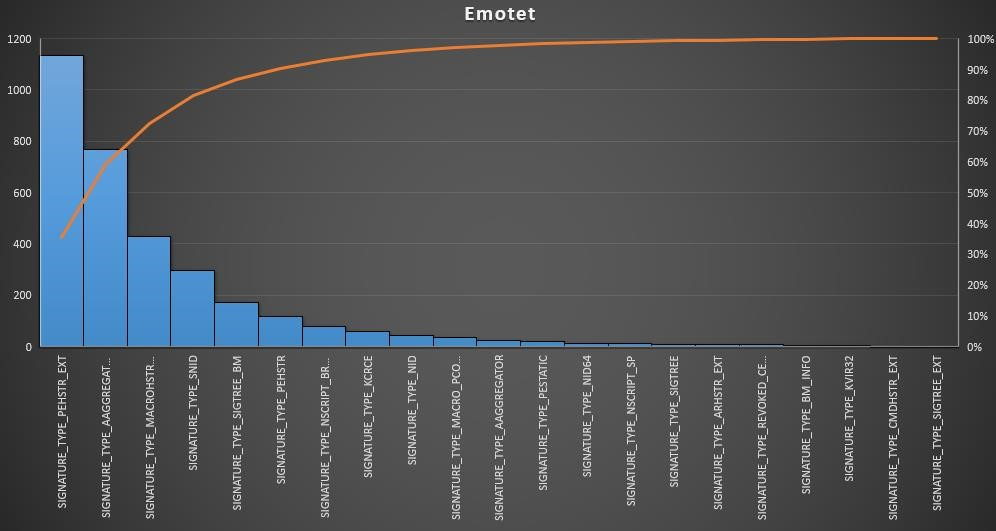 Emotet
1200
1000
800
600
400
200
0
100%
90%
80%
70%
60%
50%
40%
30%
20%
10%
0%
SIGNATURE_TYPE_PEHSTR_EXT
SIGNATURE_TYPE_AAGGREGAT...
SIGNATURE_TYPE_MACROHSTR...
SIGNATURE_TYPE_SNID
SIGNATURE_TYPE_SIGTREE_BM
SIGNATURE_TYPE_PEHSTR
SIGNATURE_TYPE_NSCRIPT_BR...
SIGNATURE_TYPE_KCRCE
SIGNATURE_TYPE_NID
SIGNATURE_TYPE_MACRO_PCO...
SIGNATURE_TYPE_AAGGREGATOR
SIGNATURE_TYPE_PESTATIC
SIGNATURE_TYPE_NID64
SIGNATURE_TYPE_NSCRIPT_SP
SIGNATURE_TYPE_SIGTREE
SIGNATURE_TYPE_ARHSTR_EXT
SIGNATURE_TYPE_REVOKED_CE...
SIGNATURE_TYPE_BM_INFO
SIGNATURE_TYPE_KVIR32
SIGNATURE_TYPE_CMDHSTR_EXT
SIGNATURE_TYPE_SIGTREE_EXT